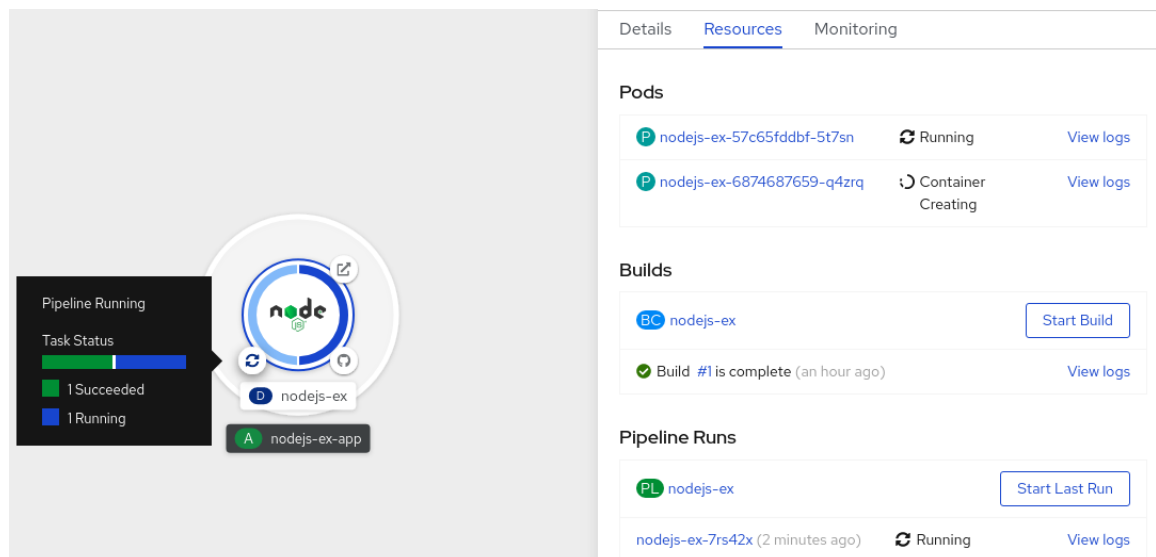 Details Resources Monitoring
Pods
P nodejs-ex-57c65fddbf-5t7sn Running View logs
P nodejs-ex-6874687659-q4zrq Container View logs
Creating
Builds
BC nodejs-ex Start Build
Build #1 is complete (an hour ago) View logs
Pipeline Runs
PL nodejs-ex Start Last Run
nodejs-ex-7rs42x (2 minutes ago) Running View logs
Pipeline Running
Task Status
1 Succeeded
1 Running
node
JS
D nodejs-ex
A nodejs-ex-app